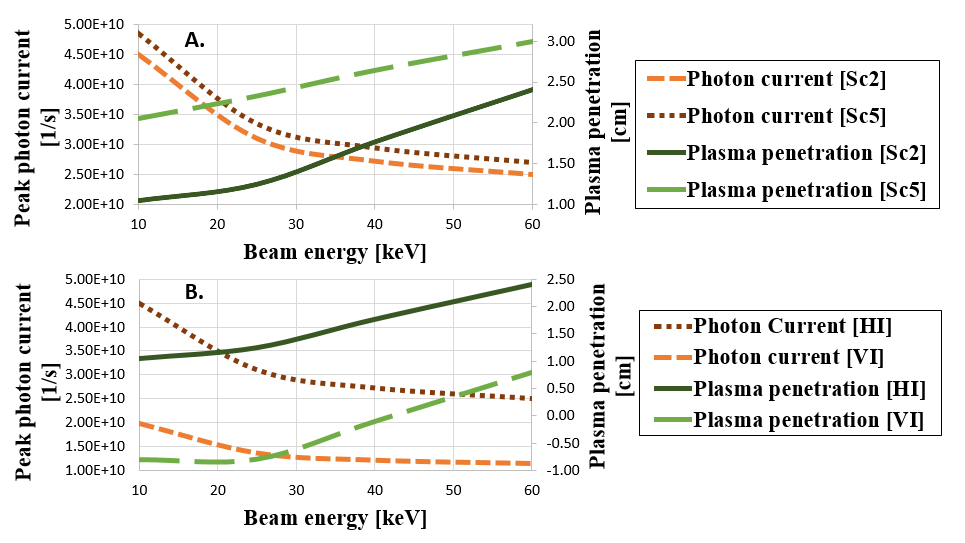 A.
Peak photon current
[1/s]
5.00E+10
4.50E+10
4.00E+10
3.50E+10
3.00E+10
2.50E+10
2.00E+10
3.00
2.50
2.00
1.50
1.00
Plasma penetration
[cm]
10 20 30 40 50 60
Beam energy [keV]
Photon current [Sc2]
Photon current [Sc5]
Plasma penetration [Sc2]
Plasma penetration [Sc5]
B.
Peak photon current
[1/s]
5.00E+10
4.50E+10
4.00E+10
3.50E+10
3.00E+10
2.50E+10
2.00E+10
1.50E+10
1.00E+10
2.50
2.00
1.50
1.00
0.50
0.00
-0.50
-1.00
Plasma penetration
[cm]
10 20 30 40 50 60
Beam energy [keV]
Photon Current [HI]
Photon current [VI]
Plasma penetration [HI]
Plasma penetration [VI]